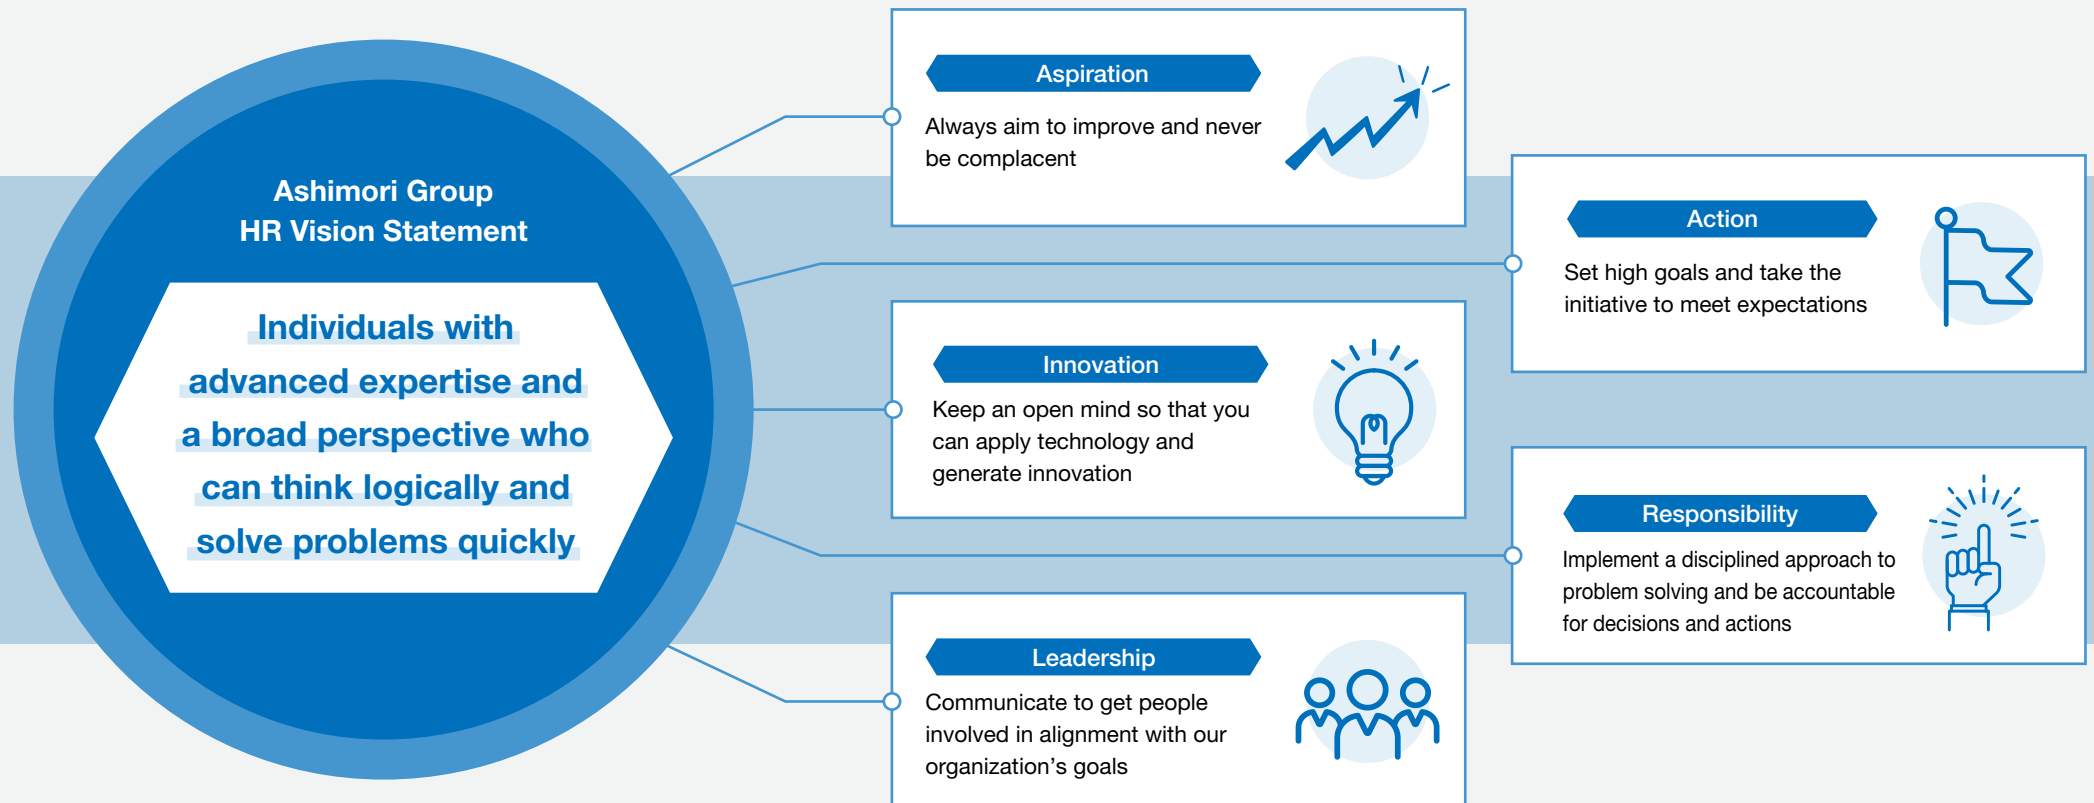 Ashimori Group
HR Vision Statement
Individuals with
advanced expertise and
a broad perspective who
can think logically and
solve problems quickly
Aspiration
Always aim to improve and never
be complacent
Action
Set high goals and take the
initiative to meet expectations
Innovation
Keep an open mind so that you
can apply technology and
generate innovation
Responsibility
Implement a disciplined approach to
problem solving and be accountable
for decisions and actions
Leadership
Communicate to get people
involved in alignment with our
organization’s goals